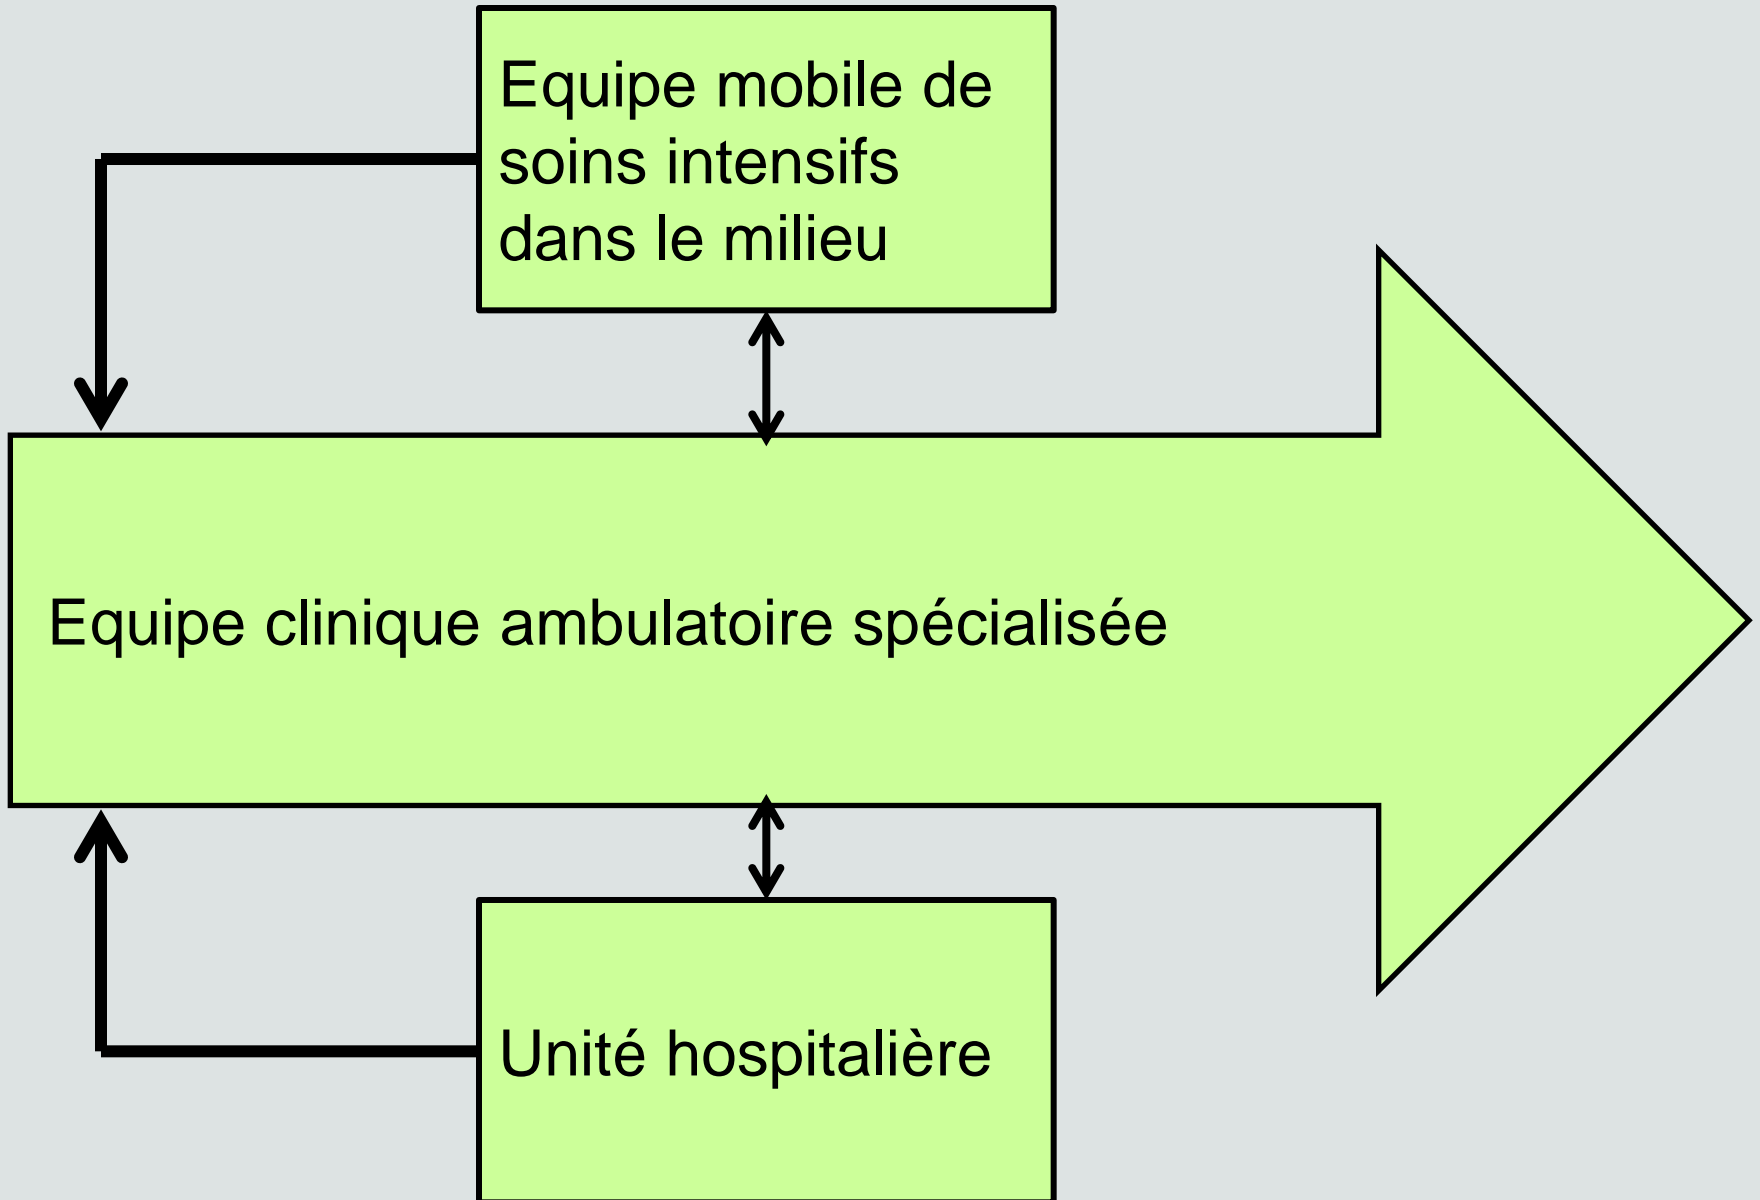 Equipe mobile de
soins intensifs
dans le milieu
Equipe clinique ambulatoire spécialisée
Unité hospitalière